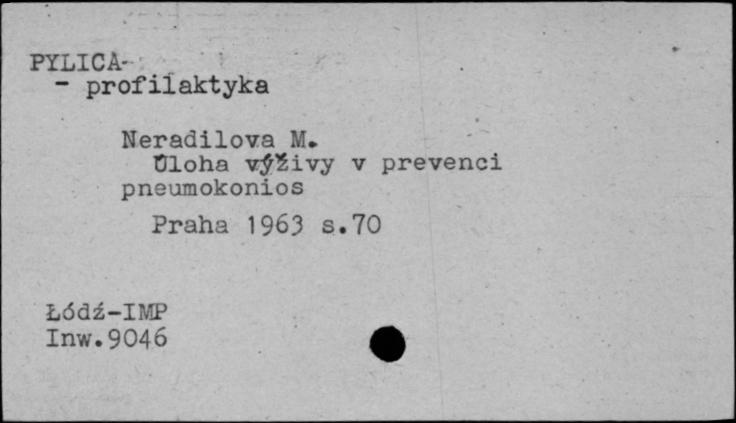 PYLICA-
- profilaktyka
Neradilova M.
Úloha výživy v prevenci
pneumokonios
Praha 1963 s.70
Łódź-IMP
Inw.9046